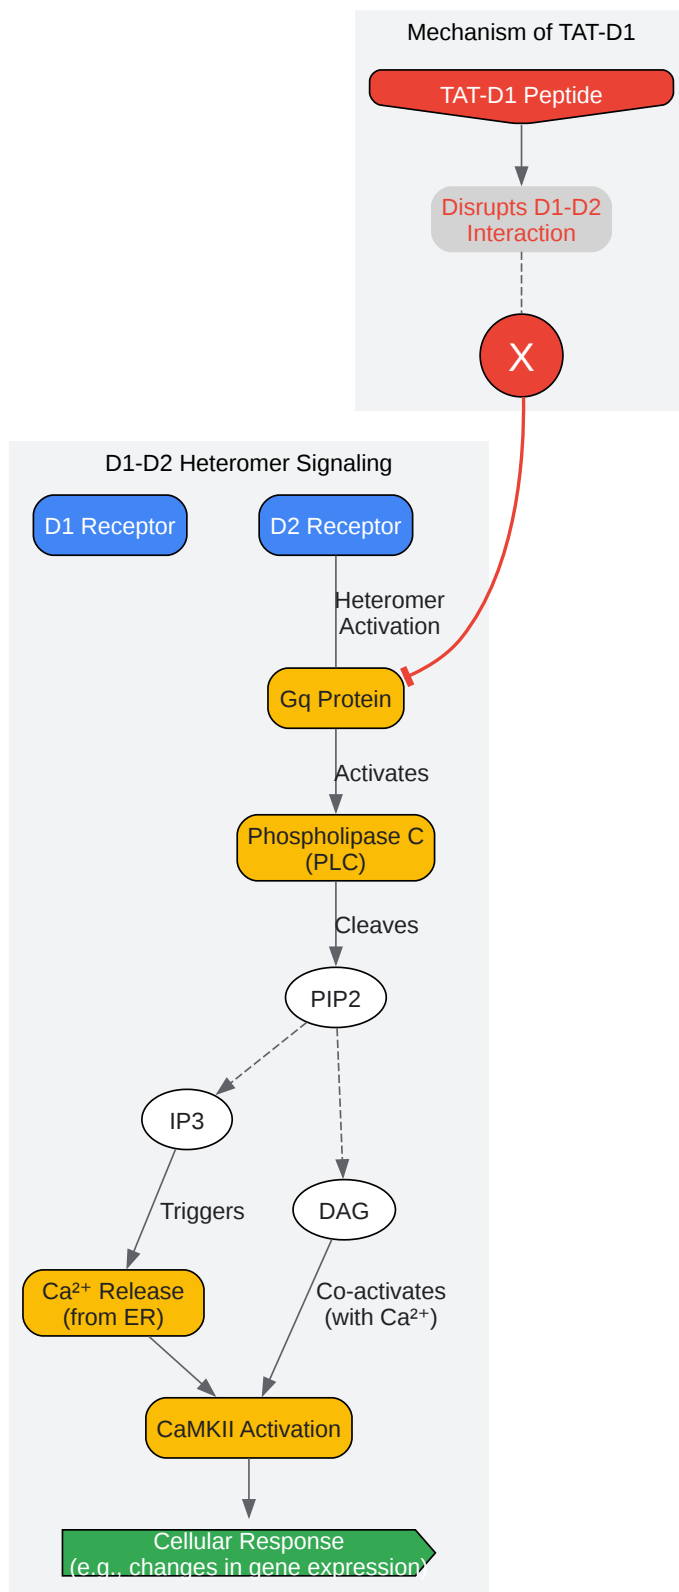 Mechanism of TAT-D1
TAT-D1 Peptide
Disrupts D1-D2
Interaction
X
D1-D2 Heteromer Signaling
D1 Receptor
D2 Receptor
Heteromer
Activation
Gq Protein
Activates
Phospholipase C
(PLC)
Cleaves
PIP2
IP3
DAG
Triggers
Ca²⁺ Release
(from ER)
Co-activates
(with Ca²⁺)
CaMKII Activation
Cellular Response
(e.g., changes in gene expression)